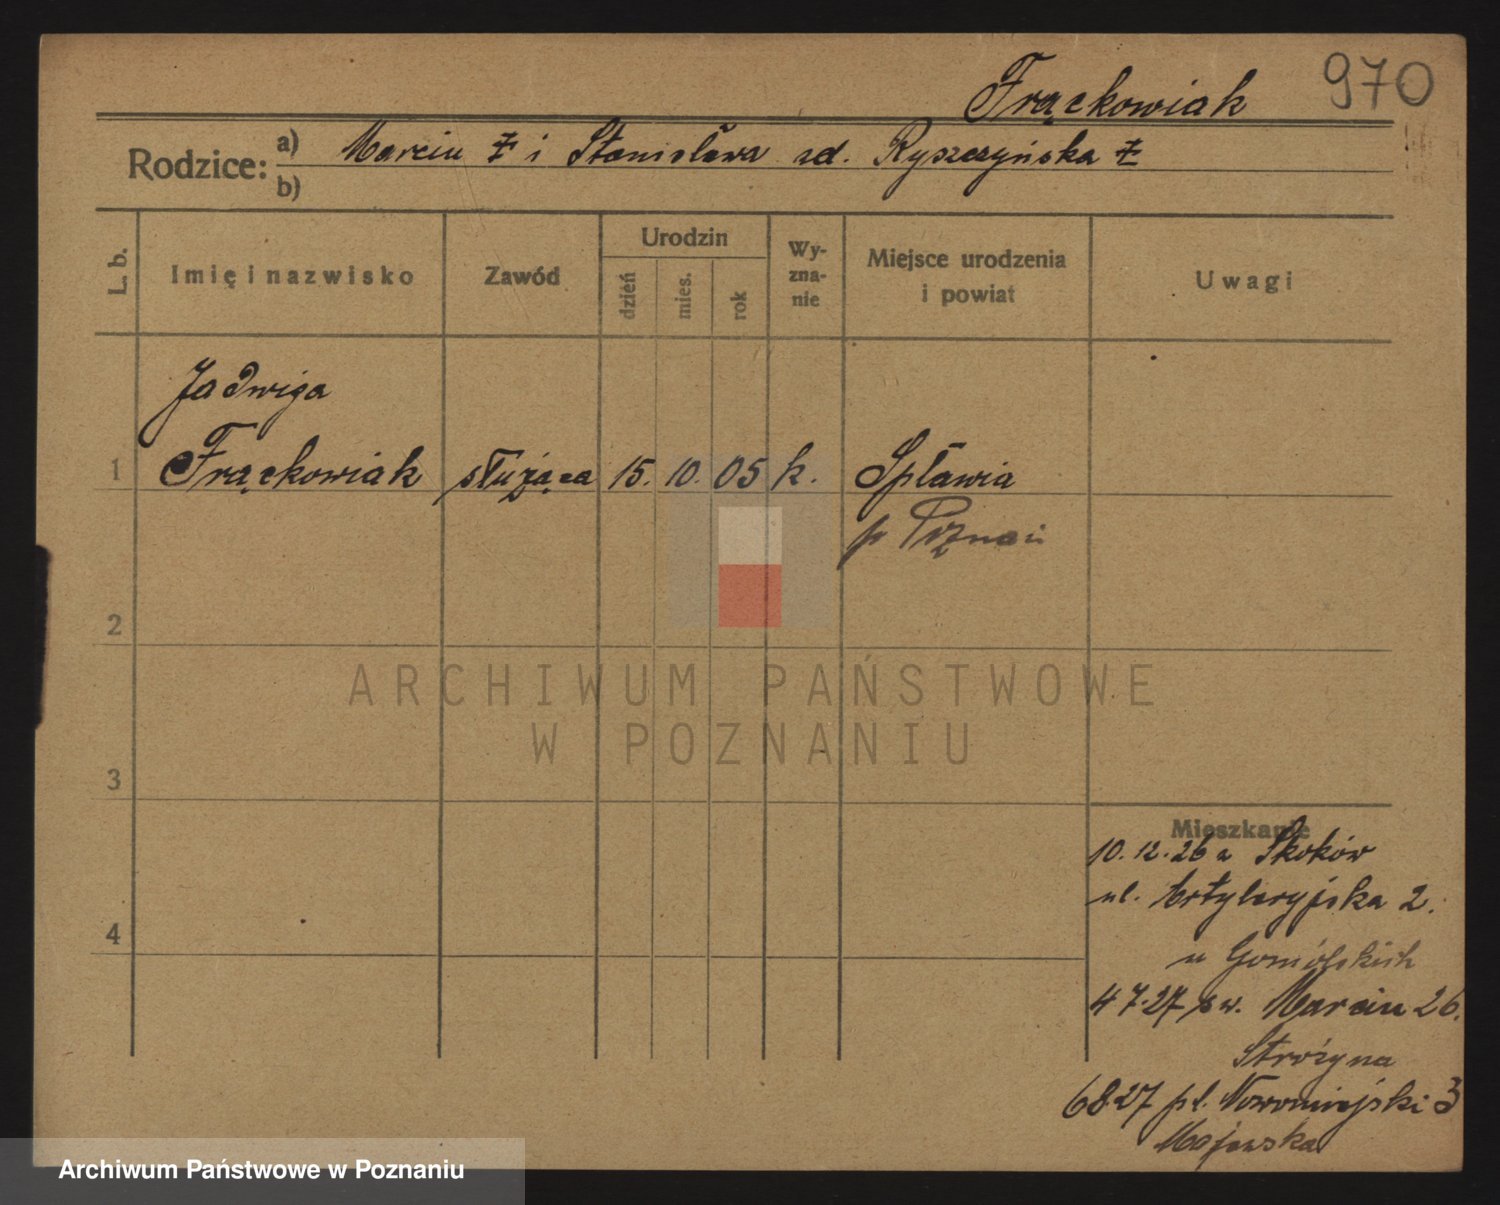 Frąckowiak 970
Rodzice: a) Marcin ‡ i Stanisława zd. Ryszczyńska ‡
b)
L. b. Imię i nazwisko Zawód Urodzin dzień mies. rok Wy-zna-nie Miejsce urodzenia i powiat Uwagi
Jadwiga
1 Frąckowiak służąca 15. 10. 05 k. Spławia
p Poznań
2
ARCHIWUM PAŃSTWOWE
W POZNANIU
3
Mieszkanie
10.12.26 z Skoków
ul. Artyleryjska 2.
4
u Gomólskich
4 7.27 św. Marcin 26.
Stróżyna
6 8.27 pl. Nowomiejski 3
Majewska
Archiwum Państwowe w Poznaniu